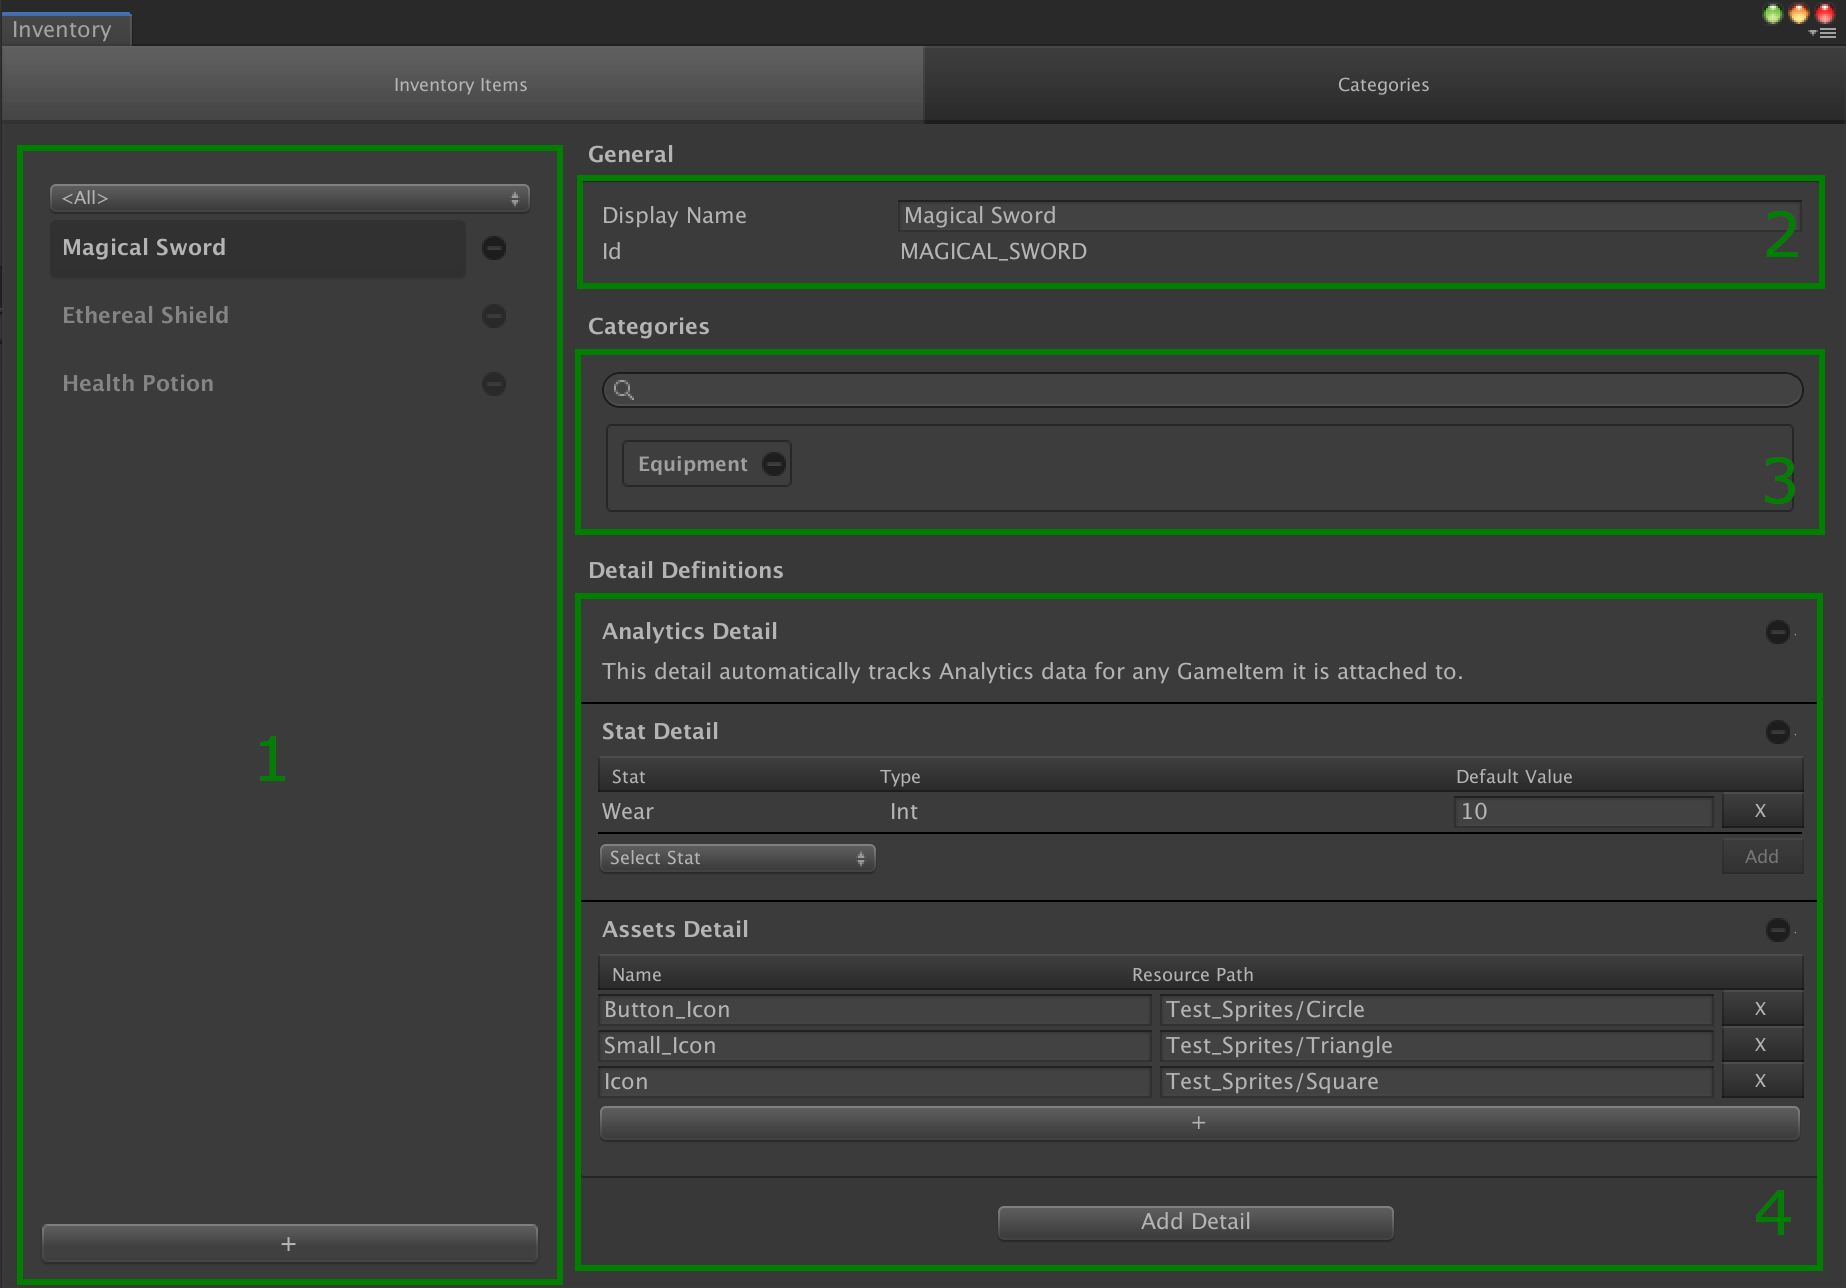 Inventory
Inventory Items
Categories
<All>
Magical Sword
Ethereal Shield
Health Potion
1
+
General
Display Name Magical Sword
Id MAGICAL_SWORD
2
Categories
Equipment
3
Detail Definitions
Analytics Detail
This detail automatically tracks Analytics data for any GameItem it is attached to.
Stat Detail
Stat Type Default Value
Wear Int 10 X
Select Stat Add
Assets Detail
Name Resource Path
Button_Icon Test_Sprites/Circle X
Small_Icon Test_Sprites/Triangle X
Icon Test_Sprites/Square X
+
Add Detail
4